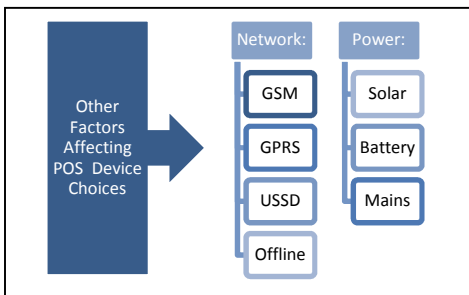 Other
Factors
Affecting
POS Device
Choices
Network:
GSM
GPRS
USSD
Offline
Power:
Solar
Battery
Mains